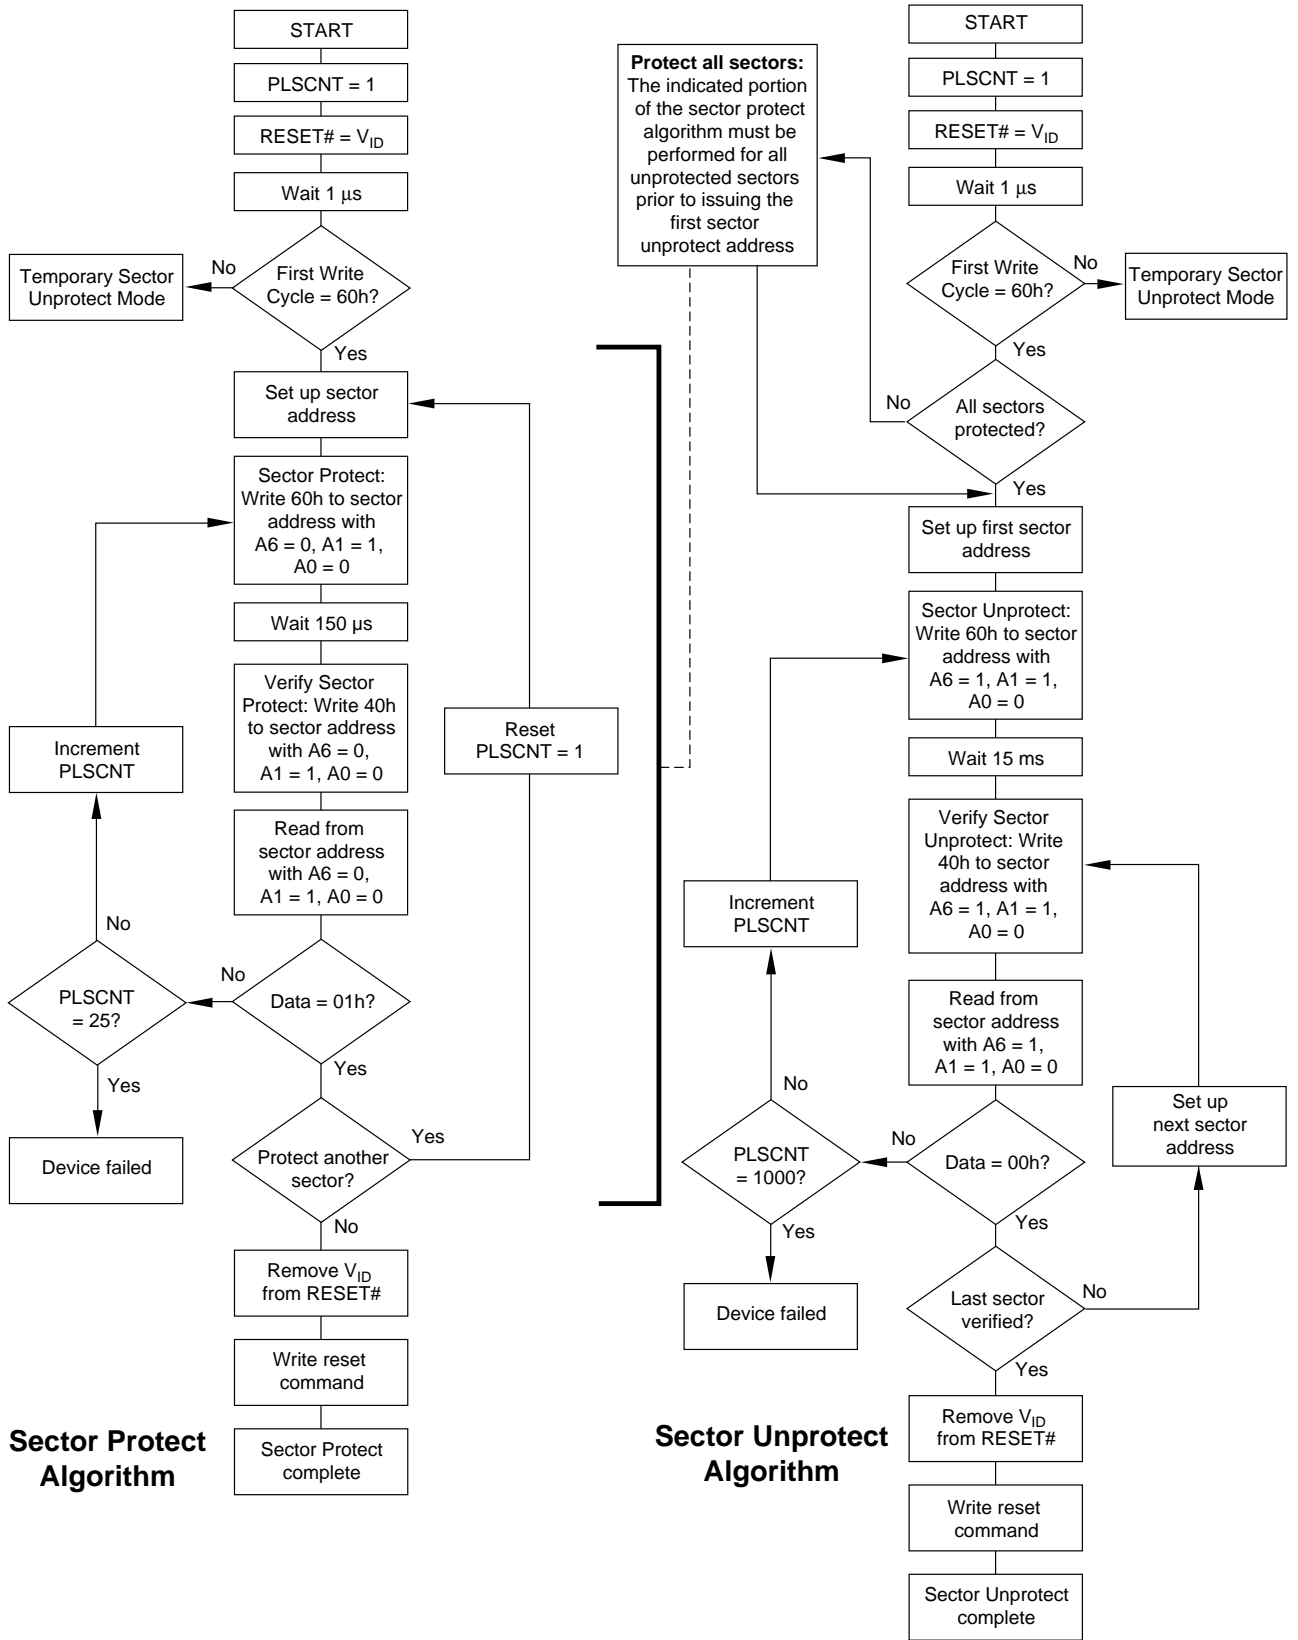 START
PLSCNT = 1
RESET# = VID
Wait 1 μs
First Write
Cycle = 60h?
No
Temporary Sector
Unprotect Mode
Yes
Set up sector
address
Sector Protect:
Write 60h to sector
address with
A6 = 0, A1 = 1,
A0 = 0
Wait 150 µs
Verify Sector
Protect: Write 40h
to sector address
with A6 = 0,
A1 = 1, A0 = 0
Reset
PLSCNT = 1
Increment
PLSCNT
Read from
sector address
with A6 = 0,
A1 = 1, A0 = 0
No
No
Data = 01h?
PLSCNT
= 25?
Yes
Yes
Device failed
Protect another
sector?
Yes
No
Remove VID
from RESET#
Write reset
command
Sector Protect
complete
Sector Protect
Algorithm
Protect all sectors:
The indicated portion
of the sector protect
algorithm must be
performed for all
unprotected sectors
prior to issuing the
first sector
unprotect address
START
PLSCNT = 1
RESET# = VID
Wait 1 μs
First Write
Cycle = 60h?
No
Temporary Sector
Unprotect Mode
Yes
No
All sectors
protected?
Yes
Set up first sector
address
Sector Unprotect:
Write 60h to sector
address with
A6 = 1, A1 = 1,
A0 = 0
Wait 15 ms
Verify Sector
Unprotect: Write
40h to sector
address with
A6 = 1, A1 = 1,
A0 = 0
Increment
PLSCNT
Read from
sector address
with A6 = 1,
A1 = 1, A0 = 0
No
Set up
next sector
address
No
Data = 00h?
PLSCNT
= 1000?
Yes
Yes
Device failed
Last sector
verified?
No
Yes
Remove VID
from RESET#
Write reset
command
Sector Unprotect
complete
Sector Unprotect
Algorithm